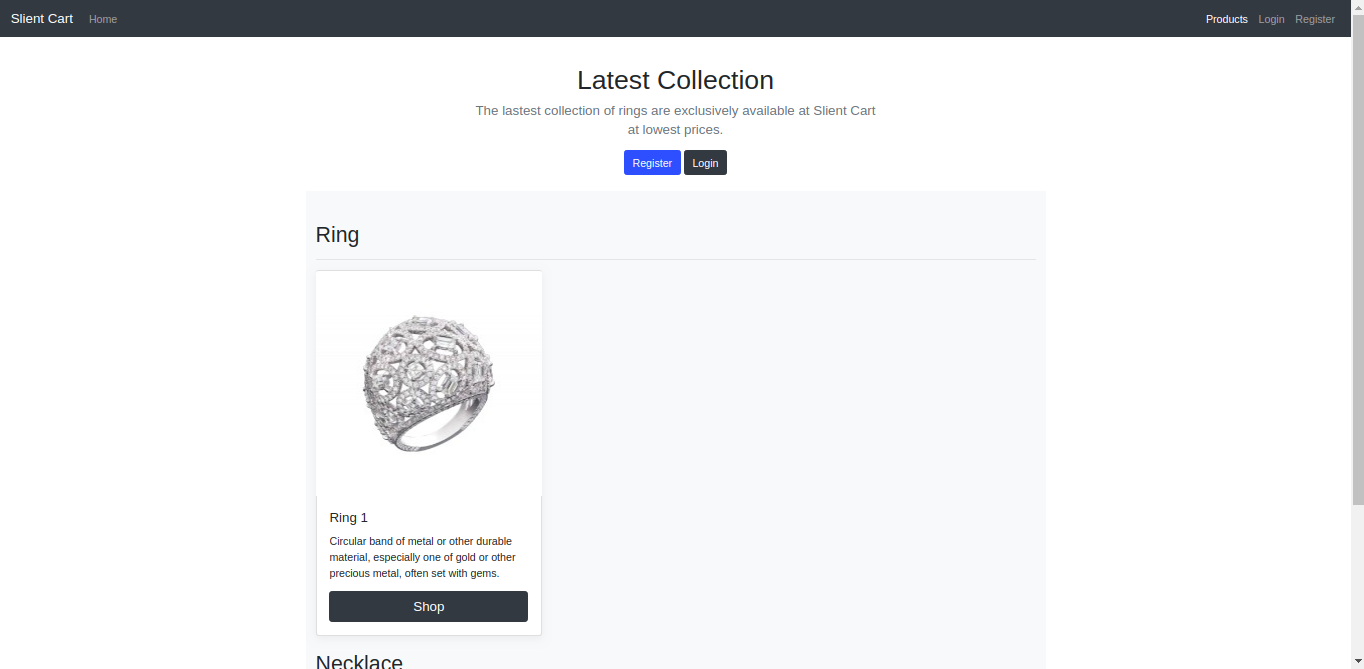 Slient Cart Home Products Login Register
Latest Collection
The lastest collection of rings are exclusively available at Slient Cart
at lowest prices.
Register Login
Ring
Ring 1
Circular band of metal or other durable
material, especially one of gold or other
precious metal, often set with gems.
Shop
Necklace